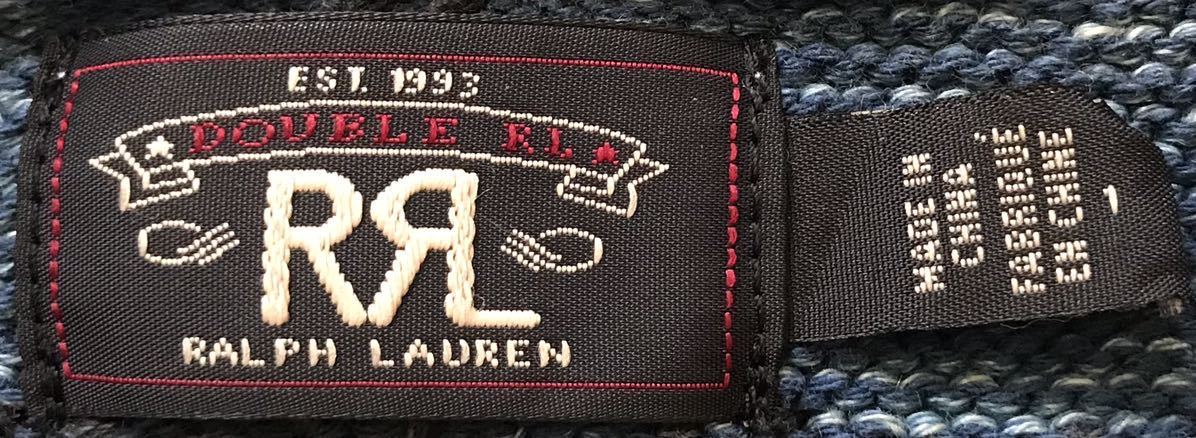 EST. 1993
DOUBLE RL
RRL
RALPH LAUREN
MADE IN
CHINA
FABRIQUE
EN CHINE